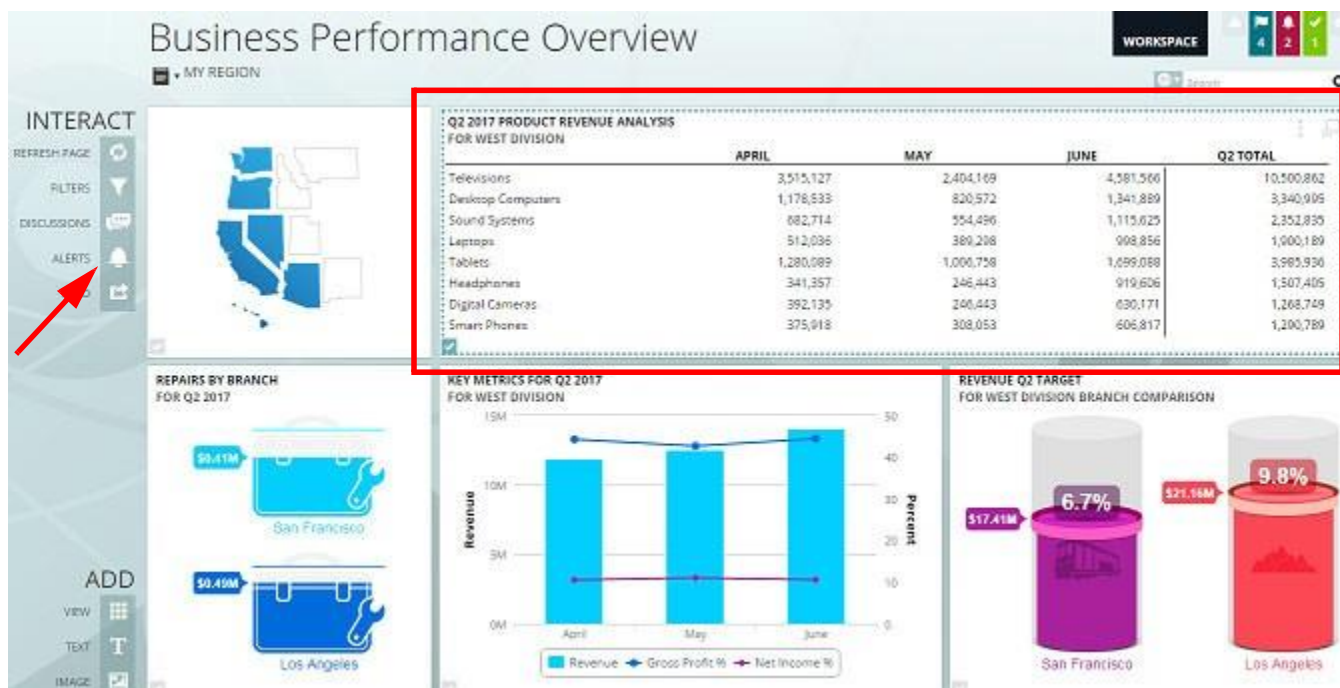 Business Performance Overview
MY REGION
WORKSPACE
4 2 1
Search
INTERACT
REFRESH PAGE
FILTERS
DISCUSSIONS
ALERTS
Q2 2017 PRODUCT REVENUE ANALYSIS
FOR WEST DIVISION
APRIL MAY JUNE Q2 TOTAL
Televisions 3,515,127 2,404,169 4,581,566 10,500,862
Desktop Computers 1,178,533 820,572 1,341,889 3,340,995
Sound Systems 682,714 554,496 1,115,625 2,352,835
Laptops 512,036 389,298 998,856 1,900,189
Tablets 1,280,089 1,006,758 1,699,088 3,985,936
Headphones 341,357 246,443 919,606 1,507,405
Digital Cameras 392,135 246,443 630,171 1,268,749
Smart Phones 375,918 308,053 606,817 1,290,789
REPAIRS BY BRANCH
FOR Q2 2017
$0.41M
San Francisco
$0.49M
Los Angeles
KEY METRICS FOR Q2 2017
FOR WEST DIVISION
15M 50
40
10M
30
20
5M
10
0M 0
Revenue
Percent
April May June
Revenue Gross Profit % Net Income %
REVENUE Q2 TARGET
FOR WEST DIVISION BRANCH COMPARISON
6.7%
$17.41M
San Francisco
9.8%
$21.16M
Los Angeles
ADD
VIEW
TEXT
T
IMAGE